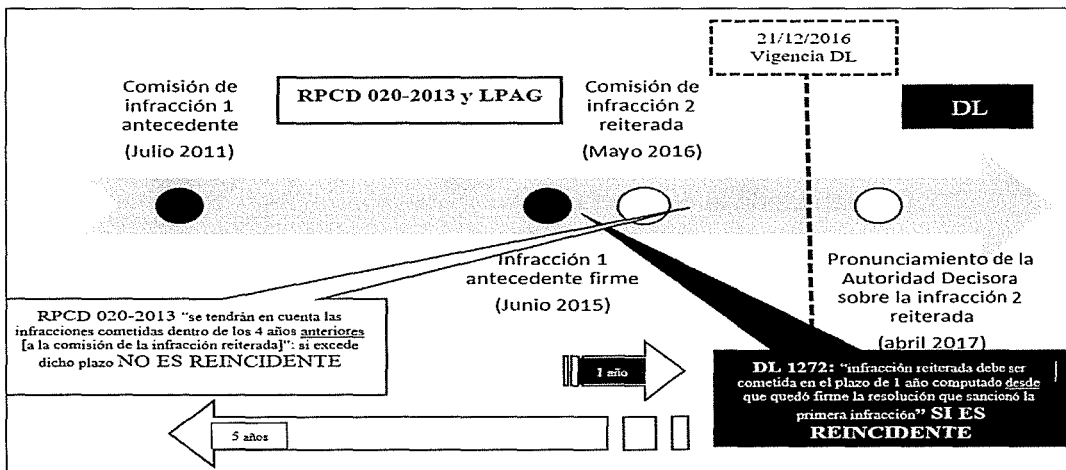 21/12/2016
Vigencia DL
Comisión de
infracción 1
antecedente
(Julio 2011)
RPCD 020-2013 y LPAG
Comisión de
infracción 2
reiterada
(Mayo 2016)
DL
Infracción 1
antecedente firme
(Junio 2015)
Pronunciamiento de la
Autoridad Decisora
sobre la infracción 2
reiterada
(abril 2017)
RPCD 020-2013 “se tendrán en cuenta las
infracciones cometidas dentro de los 4 años anteriores
[a la comisión de la infracción reiterada]”: si excede
dicho plazo NO ES REINCIDENTE
1 año
DL 1272: “infracción reiterada debe ser
cometida en el plazo de 1 año computado desde
que quedó firme la resolución que sancionó la
primera infracción” SI ES
REINCIDENTE
5 años